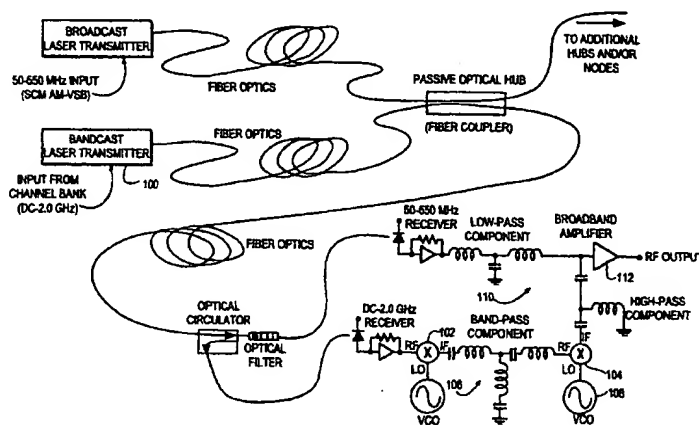 BROADCAST
LASER TRANSMITTER
50-550 MHz INPUT
(SCM AM-VSB)
FIBER OPTICS
TO ADDITIONAL
HUBS AND/OR
NODES
PASSIVE OPTICAL HUB
(FIBER COUPLER)
BANDCAST
LASER TRANSMITTER
INPUT FROM
CHANNEL BANK
(DC-2.0 GHz)
100
FIBER OPTICS
FIBER OPTICS
50-550 MHz
RECEIVER
LOW-PASS
COMPONENT
BROADBAND
AMPLIFIER
RF OUTPUT
112
110
HIGH-PASS
COMPONENT
OPTICAL
CIRCULATOR
OPTICAL
FILTER
DC-2.0 GHz
RECEIVER
102
BAND-PASS
COMPONENT
RF
X
IF
RF
X
IF
104
LO
106
LO
108
VCO
VCO